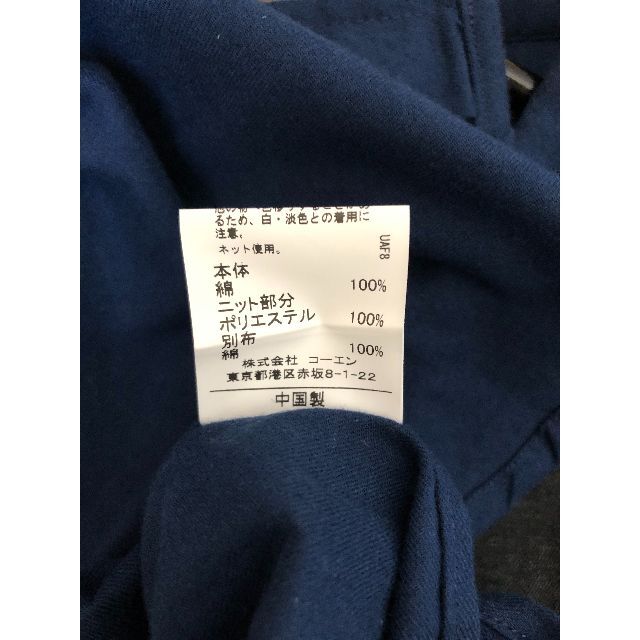 るため、白・淡色との着用に
注意。
ネット使用。
UAF8
本体
綿 100%
ニット部分
ポリエステル 100%
別布
綿 100%
株式会社 コーエン
東京都港区赤坂8-1-22
中国製